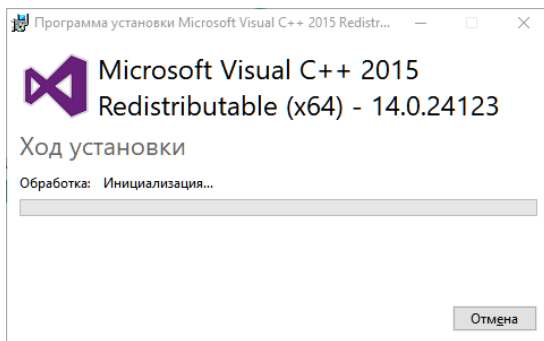 Программа установки Microsoft Visual C++ 2015 Redistr...
Microsoft Visual C++ 2015
Redistributable (x64) - 14.0.24123
Ход установки
Обработка: Инициализация...
Отмена